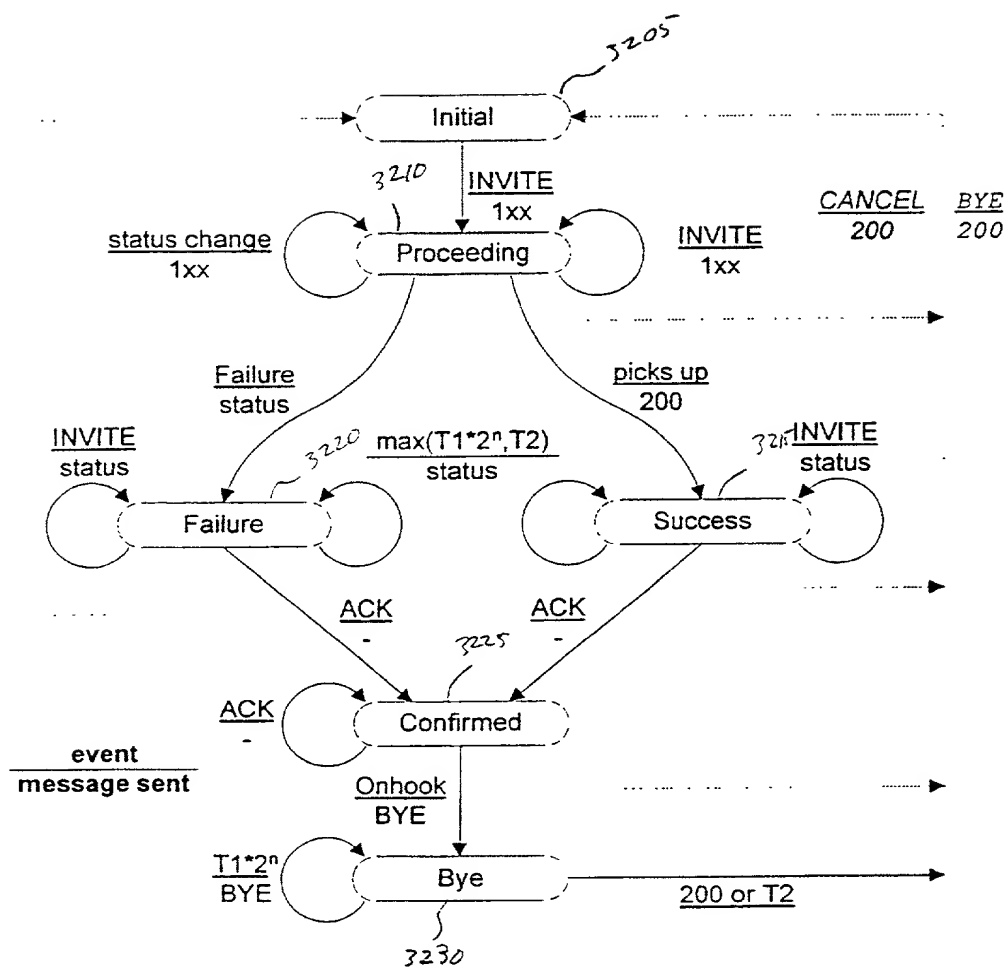 3205
Initial
3210
INVITE
1xx
CANCEL
200
BYE
200
status change
1xx
Proceeding
INVITE
1xx
Failure
status
picks up
200
INVITE
status
3220
max(T1*2ⁿ,T2)
status
INVITE
status
Failure
Success
ACK
-
ACK
-
3225
ACK
-
Confirmed
event
message sent
Onhook
BYE
T1*2ⁿ
BYE
Bye
200 or T2
3230